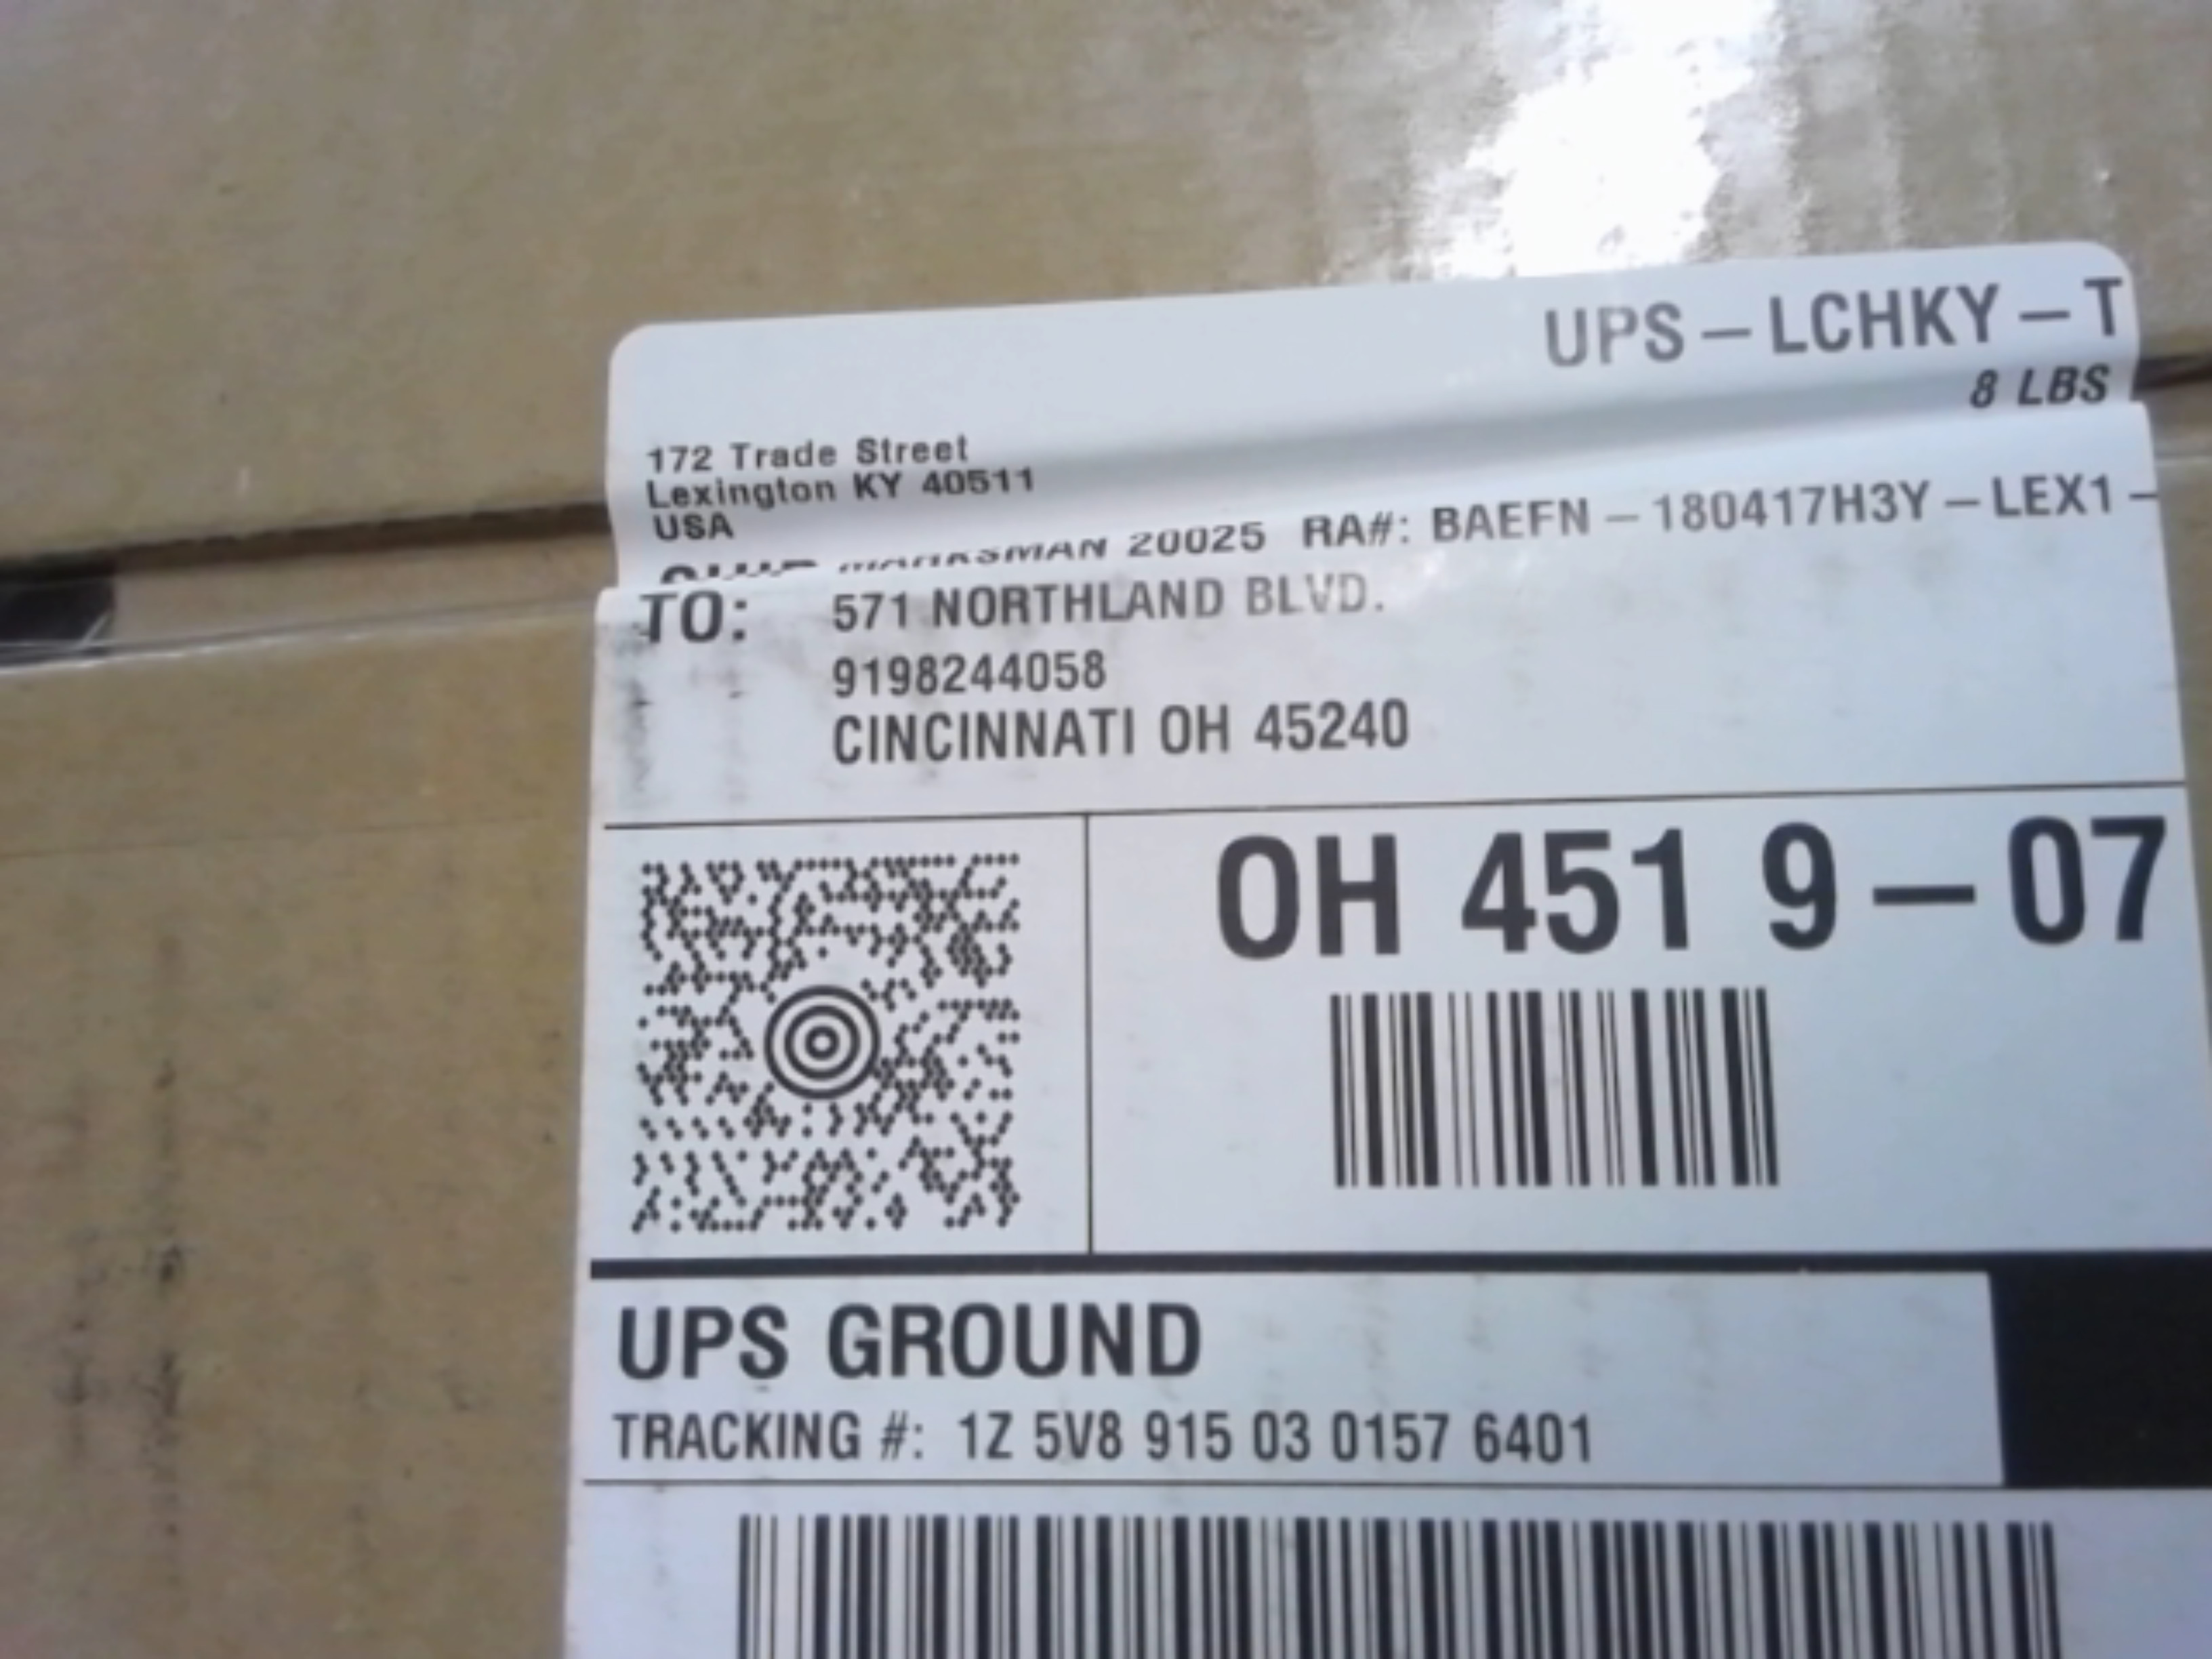 UPS – LCHKY – T
8 LBS
172 Trade Street
Lexington KY 40511
USA
20025 RA#: BAEFN – 180417H3Y – LEX1 –
TO: 571 NORTHLAND BLVD.
9198244058
CINCINNATI OH 45240
OH 451 9 – 07
UPS GROUND
TRACKING #: 1Z 5V8 915 03 0157 6401